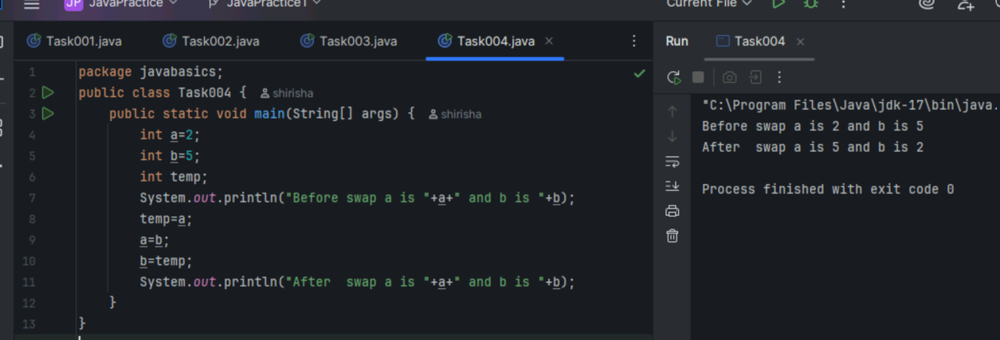 JP JavaPractice JavaPractice1 Current File
Task001.java Task002.java Task003.java Task004.java
1 package javabasics;
2 public class Task004 { shirisha
3 public static void main(String[] args) { shirisha
4 int a=2;
5 int b=5;
6 int temp;
7 System.out.println("Before swap a is "+a+" and b is "+b);
8 temp=a;
9 a=b;
10 b=temp;
11 System.out.println("After  swap a is "+a+" and b is "+b);
12 }
13 }
Run Task004
"C:\Program Files\Java\jdk-17\bin\java.
Before swap a is 2 and b is 5
After  swap a is 5 and b is 2
Process finished with exit code 0